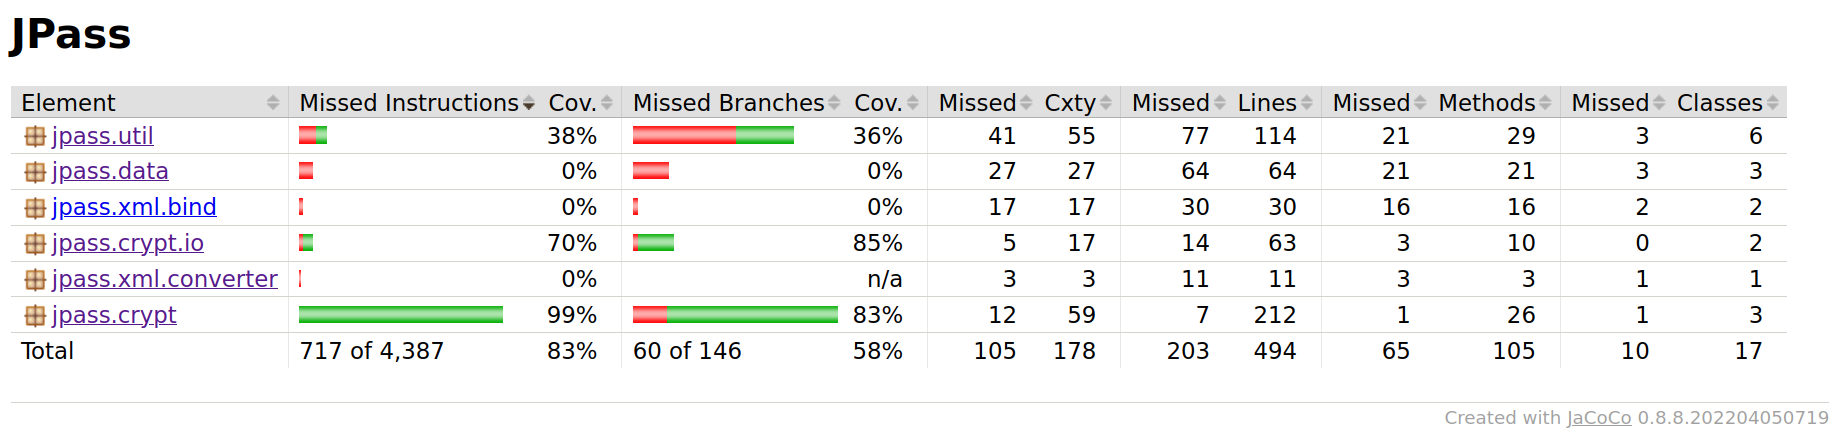 JPass
Element Missed Instructions Cov. Missed Branches Cov. Missed Cxty Missed Lines Missed Methods Missed Classes
jpass.util 38% 36% 41 55 77 114 21 29 3 6
jpass.data 0% 0% 27 27 64 64 21 21 3 3
jpass.xml.bind 0% 0% 17 17 30 30 16 16 2 2
jpass.crypt.io 70% 85% 5 17 14 63 3 10 0 2
jpass.xml.converter 0% n/a 3 3 11 11 3 3 1 1
jpass.crypt 99% 83% 12 59 7 212 1 26 1 3
Total 717 of 4,387 83% 60 of 146 58% 105 178 203 494 65 105 10 17
Created with JaCoCo 0.8.8.202204050719